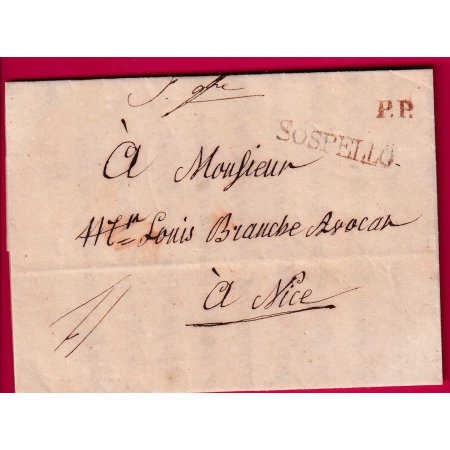 P.P.
SOSPELLO
À Monsieur
Louis Branche Avocat
À Nice